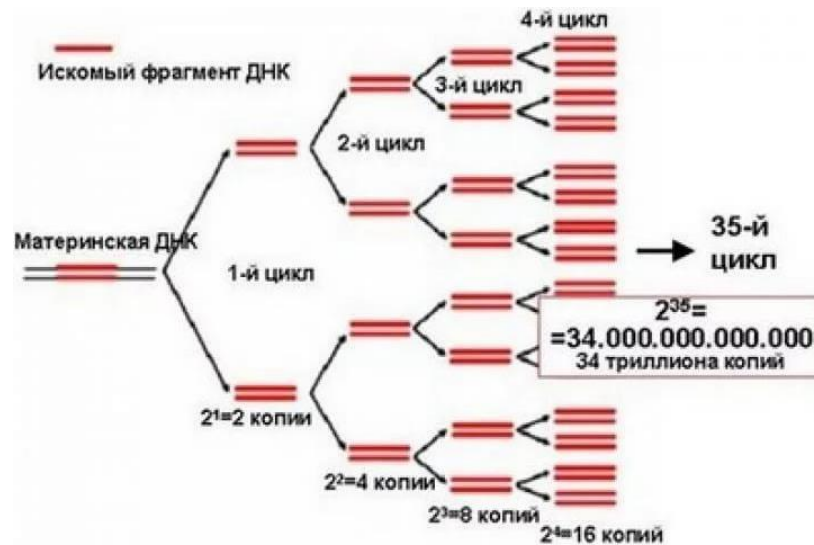 4-й цикл
Искомый фрагмент ДНК
3-й цикл
2-й цикл
Материнская ДНК
1-й цикл
35-й
цикл
2³⁵=
=34.000.000.000.000
34 триллиона копий
2¹=2 копии
2²=4 копии
2³=8 копий
2⁴=16 копий